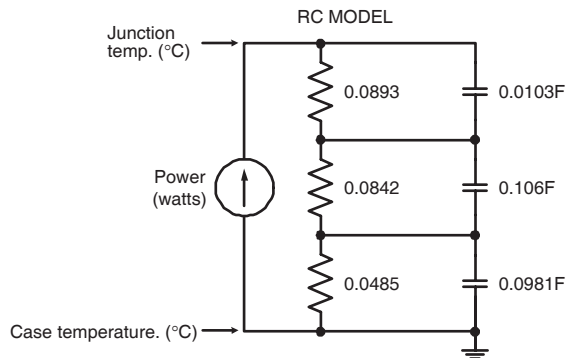 RC MODEL
Junction
temp. (°C)
0.0893
0.0103F
Power
(watts)
0.0842
0.106F
0.0485
0.0981F
Case temperature. (°C)